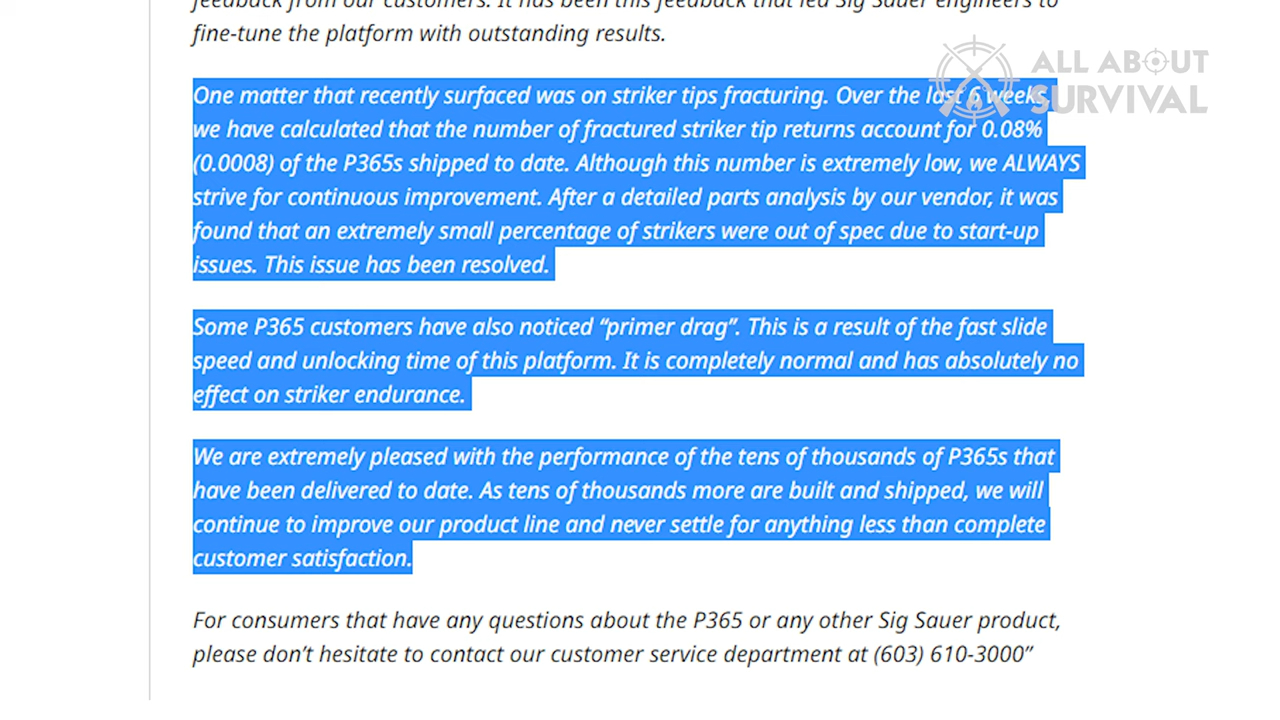 feedback from our customers. It has been this feedback that led Sig Sauer engineers to
fine-tune the platform with outstanding results.
ALL ABOUT
SURVIVAL
One matter that recently surfaced was on striker tips fracturing. Over the last 6 weeks,
we have calculated that the number of fractured striker tip returns account for 0.08%
(0.0008) of the P365s shipped to date. Although this number is extremely low, we ALWAYS
strive for continuous improvement. After a detailed parts analysis by our vendor, it was
found that an extremely small percentage of strikers were out of spec due to start-up
issues. This issue has been resolved.
Some P365 customers have also noticed “primer drag”. This is a result of the fast slide
speed and unlocking time of this platform. It is completely normal and has absolutely no
effect on striker endurance.
We are extremely pleased with the performance of the tens of thousands of P365s that
have been delivered to date. As tens of thousands more are built and shipped, we will
continue to improve our product line and never settle for anything less than complete
customer satisfaction.
For consumers that have any questions about the P365 or any other Sig Sauer product,
please don’t hesitate to contact our customer service department at (603) 610-3000”